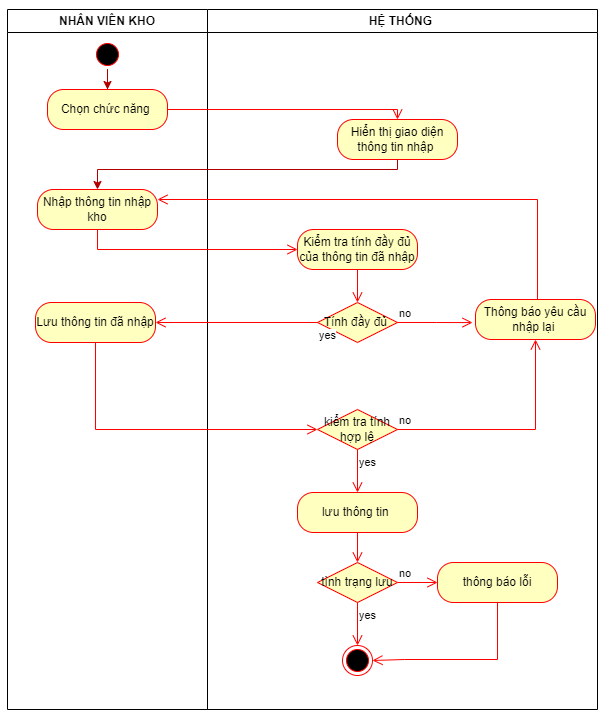 NHÂN VIÊN KHO
HỆ THỐNG
Chọn chức năng
Hiển thị giao diện
thông tin nhập
Nhập thông tin nhập
kho
Kiểm tra tính đầy đủ
của thông tin đã nhập
Lưu thông tin đã nhập
Tính đầy đủ
no
yes
Thông báo yêu cầu
nhập lại
kiểm tra tính
hợp lệ
no
yes
lưu thông tin
tính trạng lưu
no
yes
thông báo lỗi